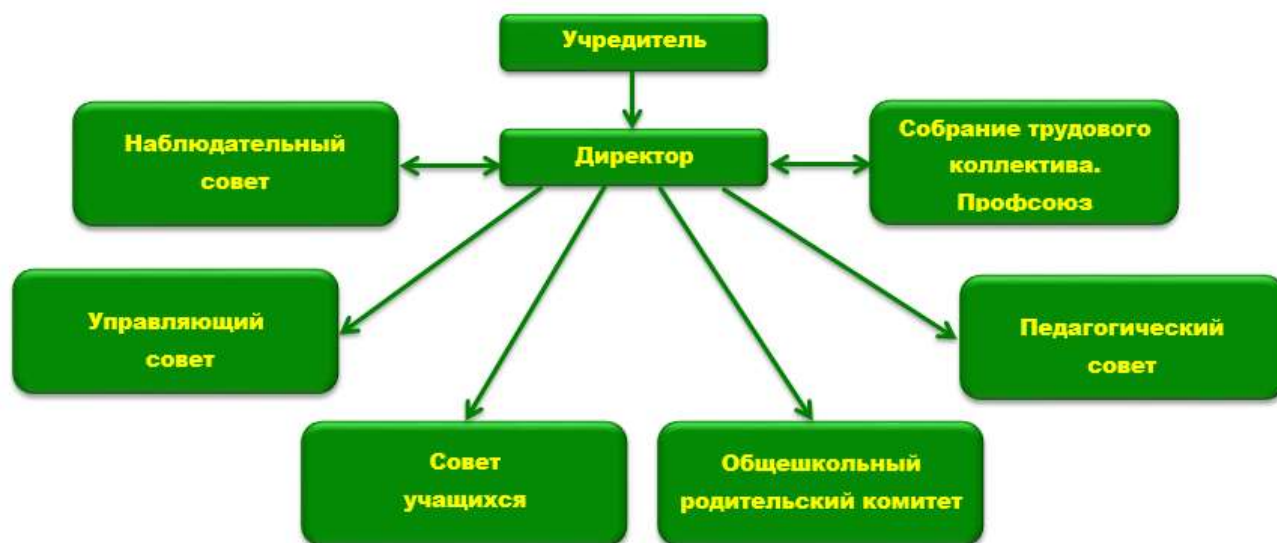 Учредитель
Наблюдательный
совет
Директор
Собрание трудового
коллектива.
Профсоюз
Управляющий
совет
Педагогический
совет
Совет
учащихся
Общешкольный
родительский комитет